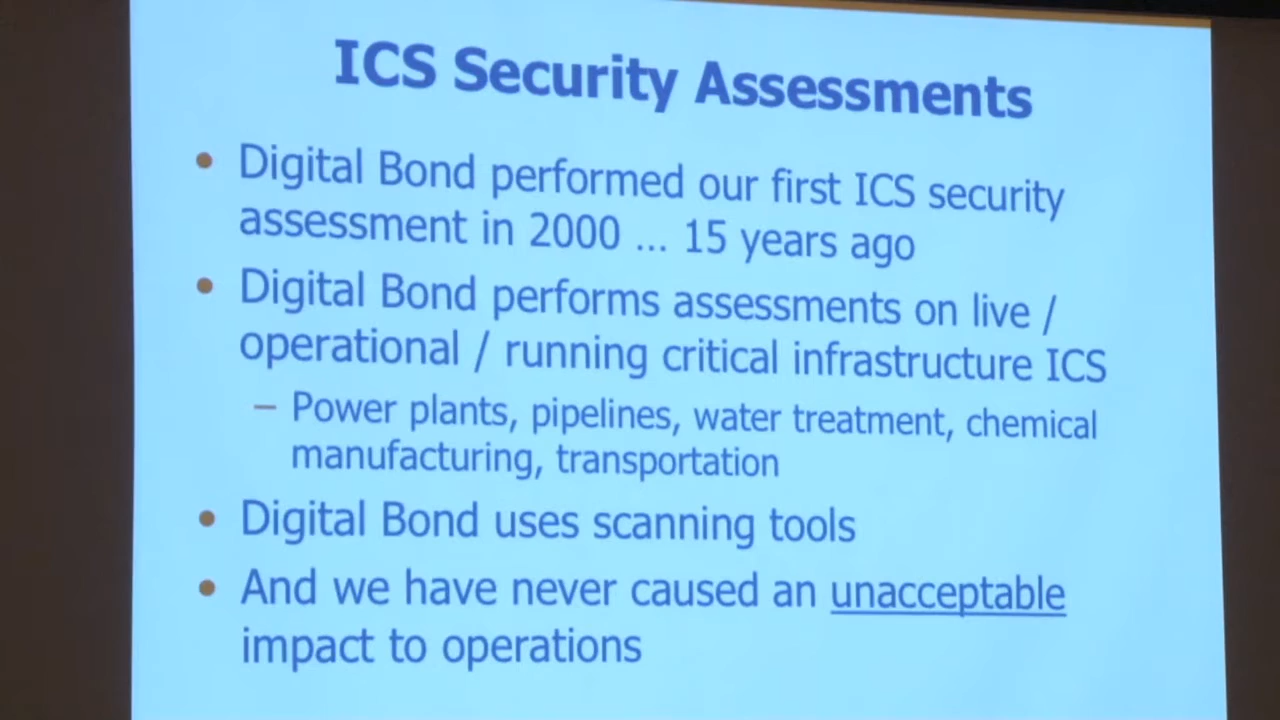 ICS Security Assessments
• Digital Bond performed our first ICS security
assessment in 2000 ... 15 years ago
• Digital Bond performs assessments on live /
operational / running critical infrastructure ICS
– Power plants, pipelines, water treatment, chemical
manufacturing, transportation
• Digital Bond uses scanning tools
• And we have never caused an unacceptable
impact to operations